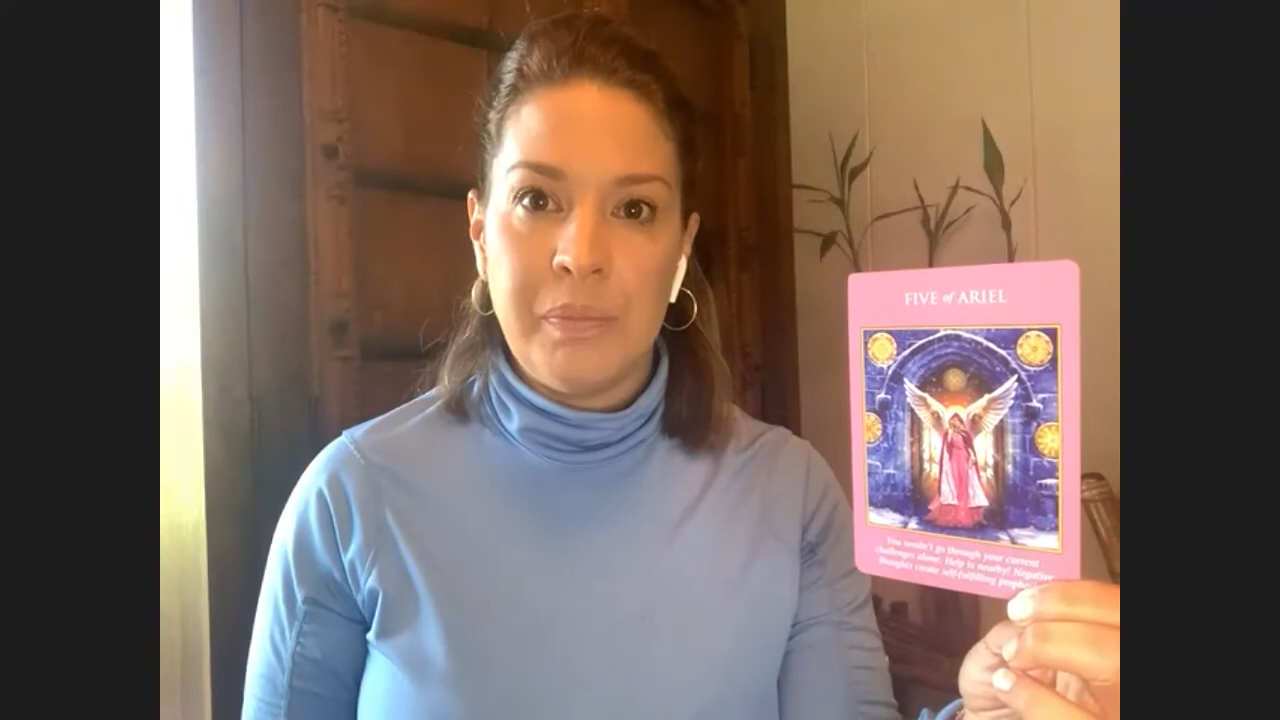 FIVE of ARIEL
You needn't go through your current
challenges alone. Help is nearby! Negative
thoughts create self-fulfilling